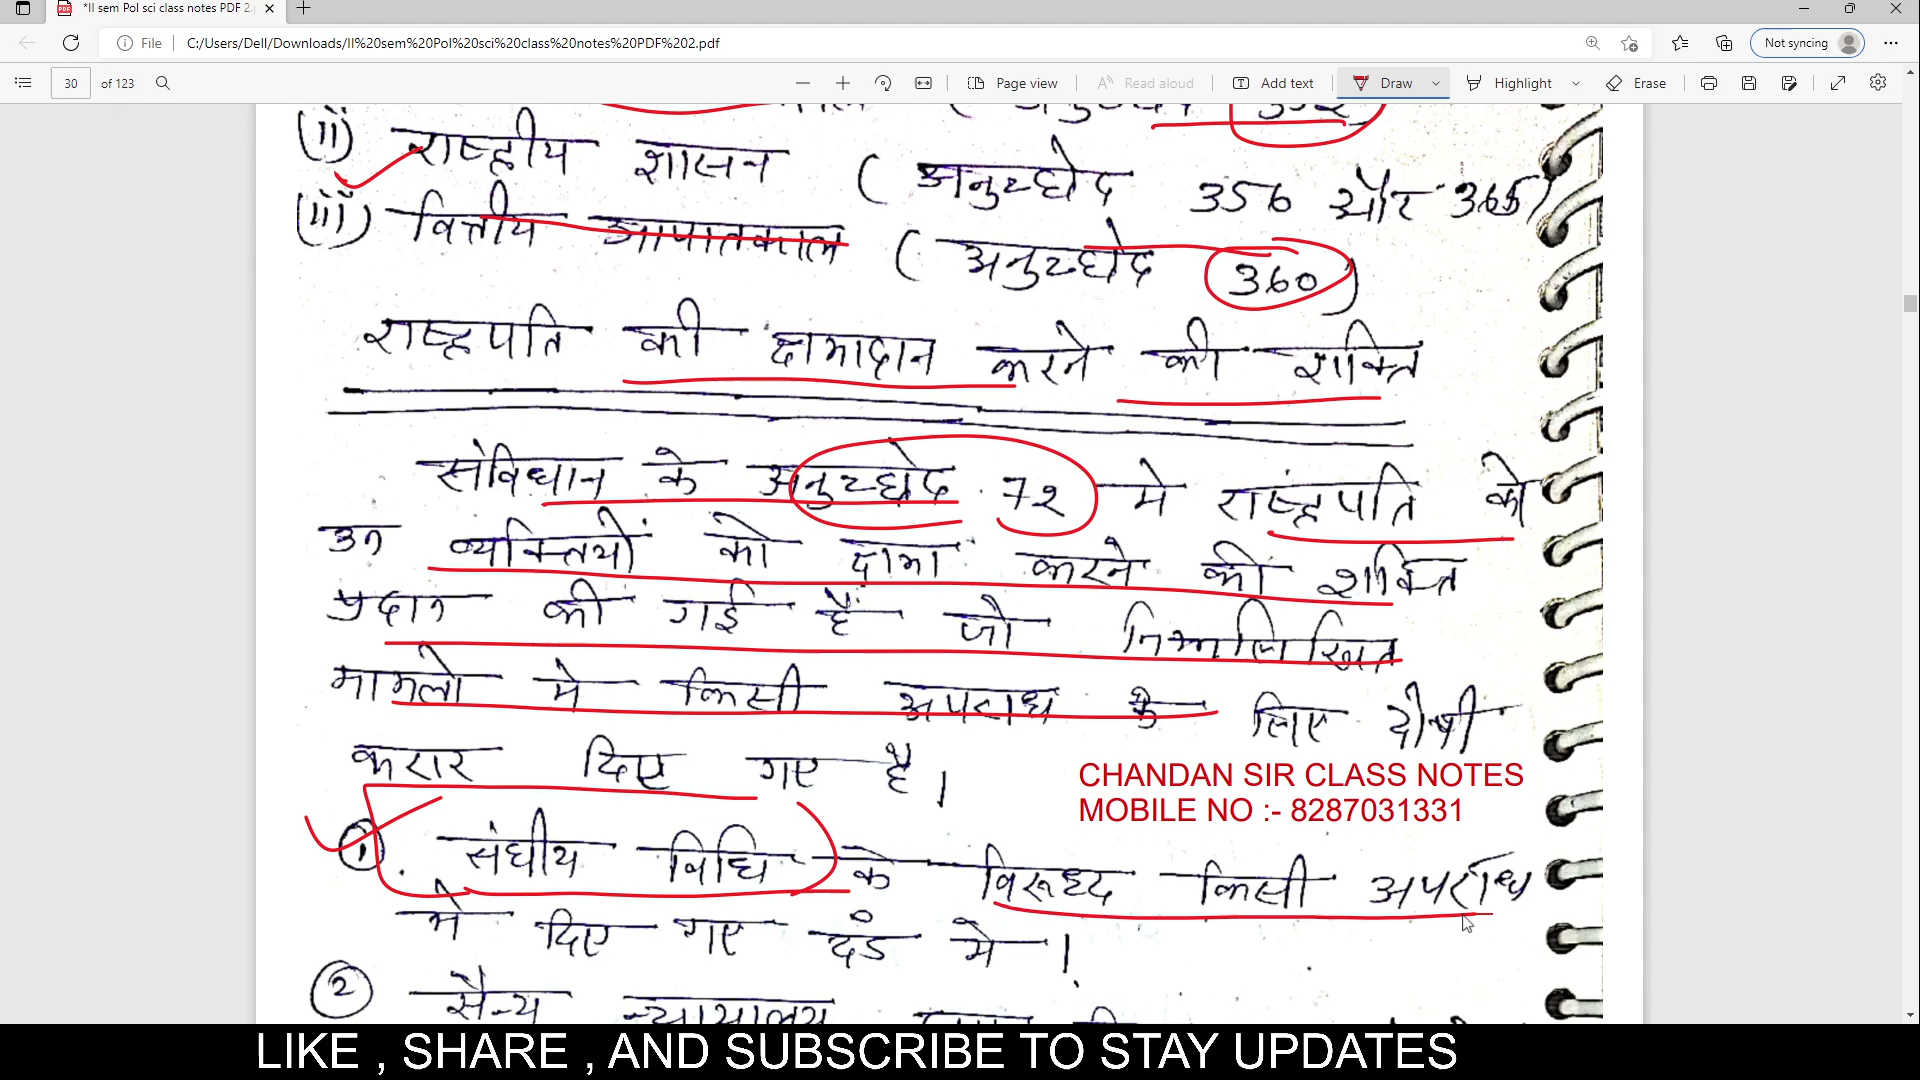 *II sem Pol sci class notes PDF 2.
File C:/Users/Dell/Downloads/II%20sem%20Pol%20sci%20class%20notes%20PDF%202.pdf Not syncing
30 of 123 Page view Read aloud Add text Draw Highlight Erase
(ii) राष्ट्रीय शासन (अनुच्छेद 356 और 365)
(iii) वित्तीय आपातकाल (अनुच्छेद 360)
राष्ट्रपति की क्षमादान करने की शक्ति
संविधान के अनुच्छेद 72 मे राष्ट्रपति को
उन व्यक्तियों को क्षमा करने की शक्ति
प्रदान की गई हैं जो निम्नलिखित
मामलो मे किसी अपराध के लिए दोषी
करार दिए गए है।
CHANDAN SIR CLASS NOTES
MOBILE NO :- 8287031331
1. संघीय विधि के विरूध्द किसी अपराध
मे दिए गए दंड मे।
2 सैन्य न्यायालय
LIKE , SHARE , AND SUBSCRIBE TO STAY UPDATES